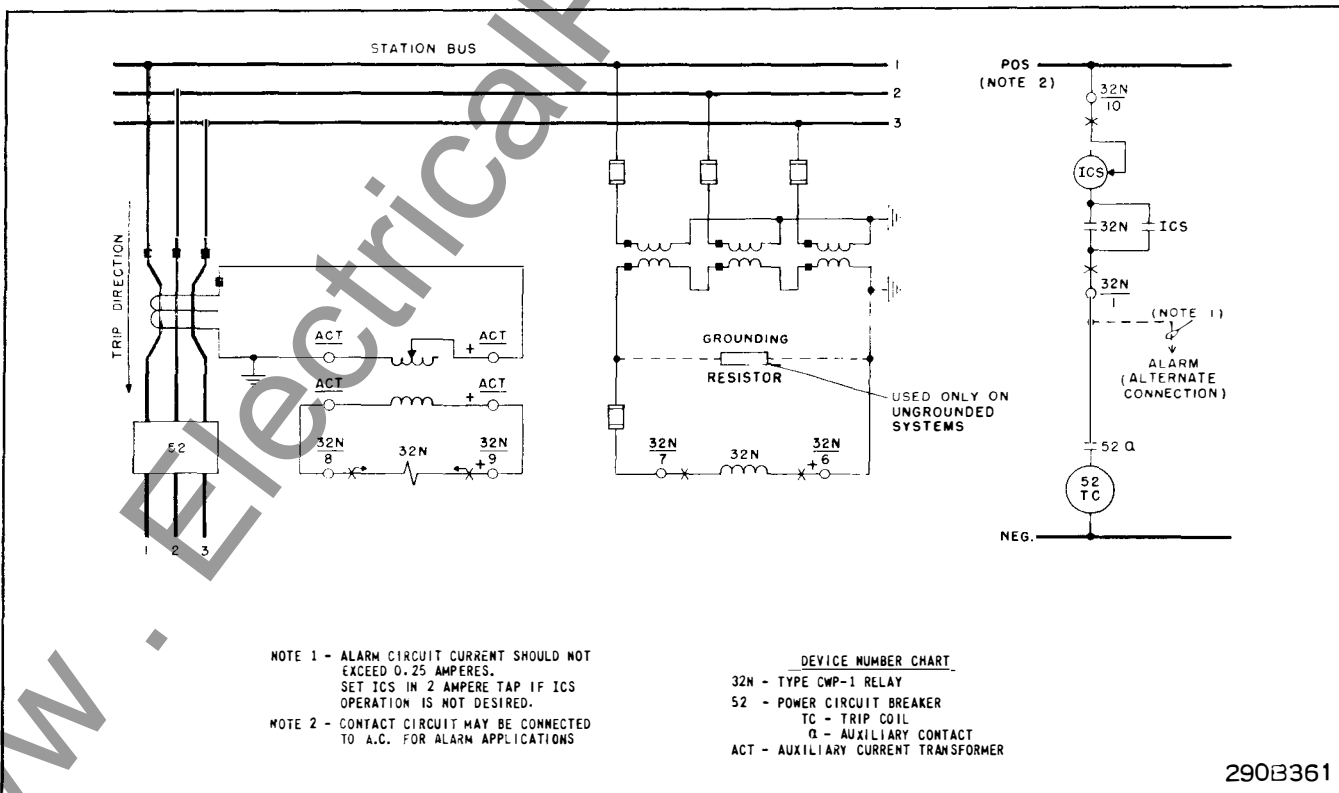 STATION BUS
1
2
3
POS
(NOTE 2)
32N
10
ICS
32N
ICS
32N
1
(NOTE 1)
ALARM
(ALTERNATE
CONNECTION)
52 a
52
TC
NEG.
TRIP DIRECTION
ACT
+ ACT
ACT
+ ACT
32N
8
32N
32N
+ 9
52
1 2 3
GROUNDING
RESISTOR
USED ONLY ON
UNGROUNDED
SYSTEMS
32N
7
32N
32N
+ 6
NOTE 1 - ALARM CIRCUIT CURRENT SHOULD NOT
EXCEED 0.25 AMPERES.
SET ICS IN 2 AMPERE TAP IF ICS
OPERATION IS NOT DESIRED.
NOTE 2 - CONTACT CIRCUIT MAY BE CONNECTED
TO A.C. FOR ALARM APPLICATIONS
DEVICE NUMBER CHART
32N - TYPE CWP-1 RELAY
52 - POWER CIRCUIT BREAKER
TC - TRIP COIL
a - AUXILIARY CONTACT
ACT - AUXILIARY CURRENT TRANSFORMER
290B361
w . Electrical